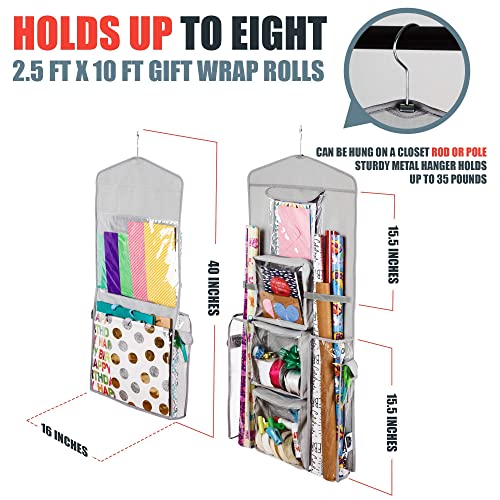 HOLDS UP TO EIGHT
2.5 FT X 10 FT GIFT WRAP ROLLS
CAN BE HUNG ON A CLOSET ROD OR POLE
STURDY METAL HANGER HOLDS
UP TO 35 POUNDS
40 INCHES
16 INCHES
15.5 INCHES
15.5 INCHES